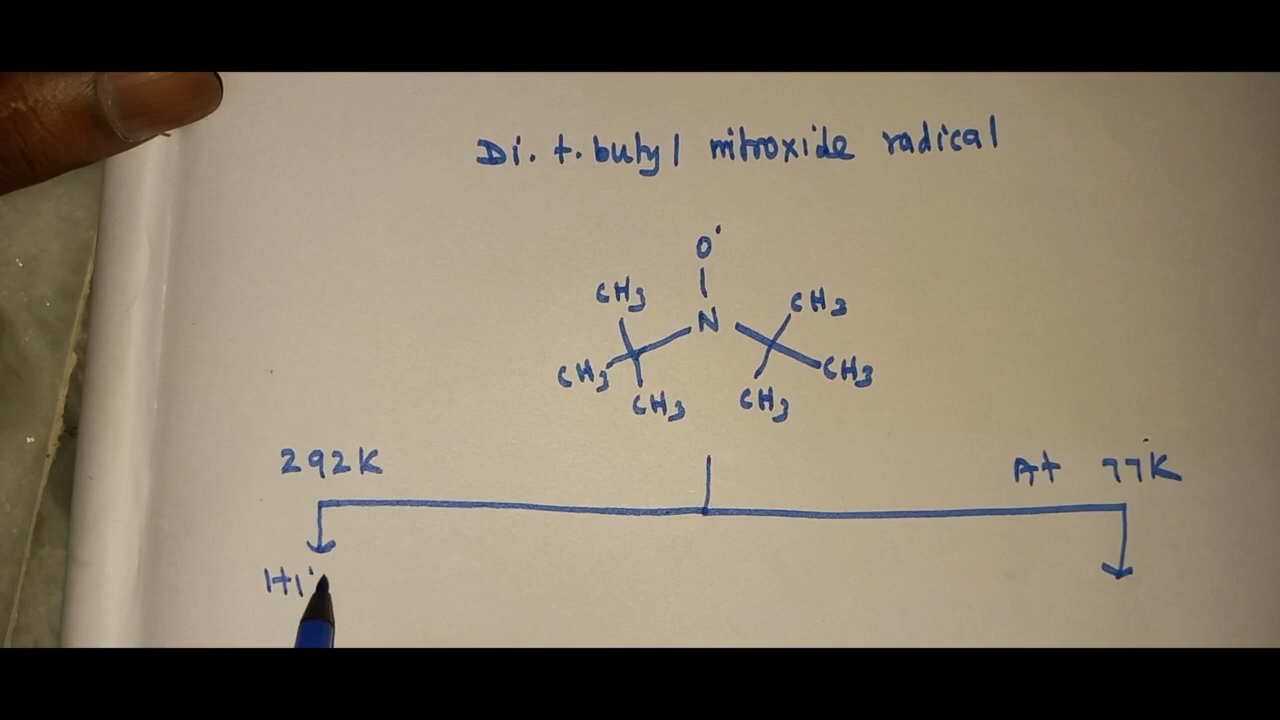 Di. t. butyl nitroxide radical
O·
N
CH3 CH3
CH3 CH3
CH3 CH3
292K At 77K